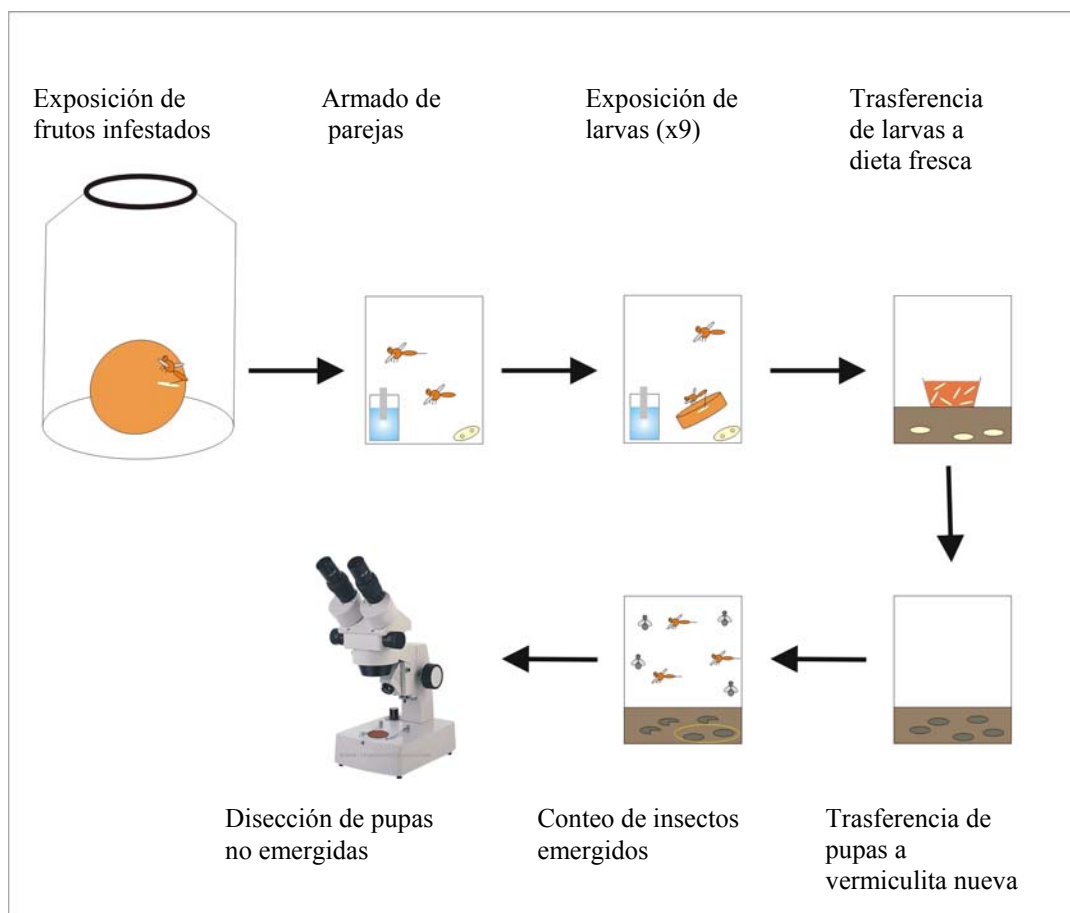 Exposición de
frutos infestados
Armado de
parejas
Exposición de
larvas (x9)
Trasferencia
de larvas a
dieta fresca
Disección de pupas
no emergidas
Conteo de insectos
emergidos
Trasferencia de
pupas a
vermiculita nueva